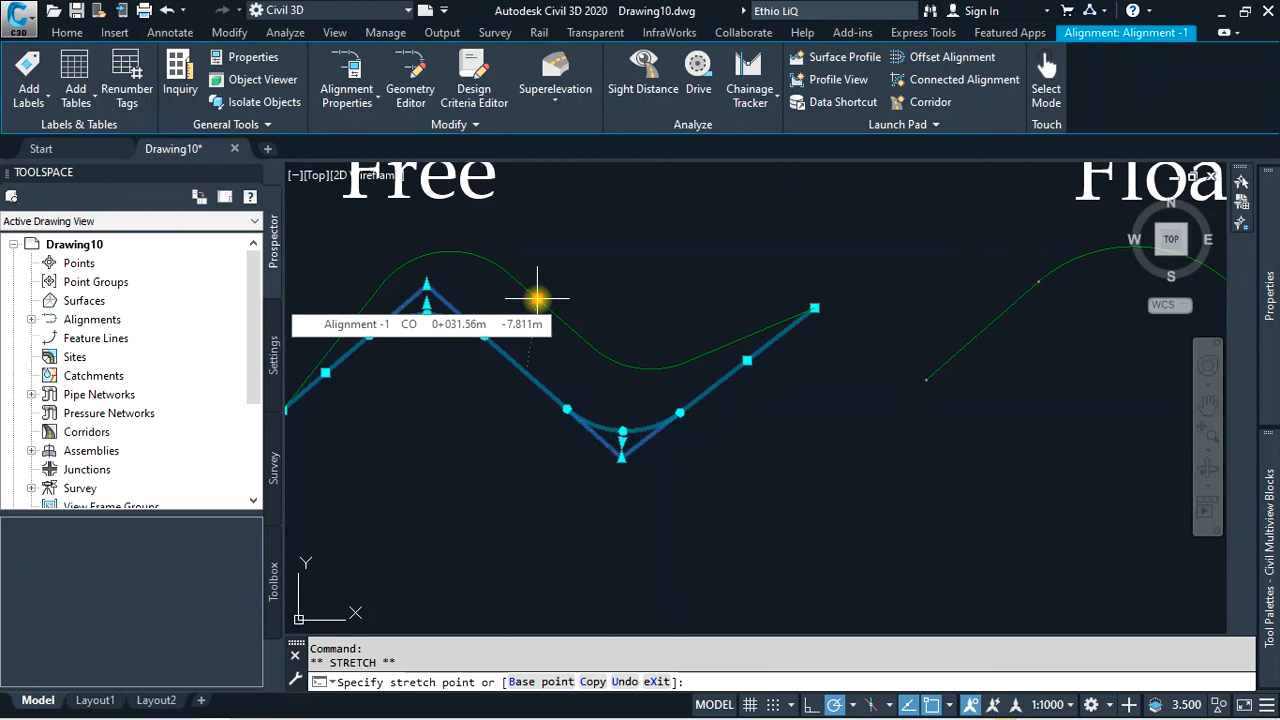 Civil 3D
Autodesk Civil 3D 2020 Drawing10.dwg
Ethio LiQ
Sign In
C3D
Home Insert Annotate Modify Analyze View Manage Output Survey Rail Transparent InfraWorks Collaborate Help Add-ins Express Tools Featured Apps Alignment: Alignment -1
Add Labels
Add Tables
Renumber Tags
Labels & Tables
Inquiry
Properties
Object Viewer
Isolate Objects
General Tools
Alignment Properties
Geometry Editor
Design Criteria Editor
Superelevation
Modify
Sight Distance
Drive
Chainage Tracker
Analyze
Surface Profile
Profile View
Data Shortcut
Offset Alignment
Connected Alignment
Corridor
Launch Pad
Select Mode
Touch
Start Drawing10*
TOOLSPACE
Active Drawing View
Drawing10
Points
Point Groups
Surfaces
Alignments
Feature Lines
Sites
Catchments
Pipe Networks
Pressure Networks
Corridors
Assemblies
Junctions
Survey
View Frame Groups
Prospector
Settings
Survey
Toolbox
[−][Top][2D Wirefram
Free
Floa
N
W TOP E
S
WCS
Alignment -1 CO 0+031.56m -7.811m
Y
X
Properties
Tool Palettes - Civil Multiview Blocks
Command:
** STRETCH **
Specify stretch point or [Base point Copy Undo eXit]:
Model Layout1 Layout2 +
MODEL
1:1000
3.500